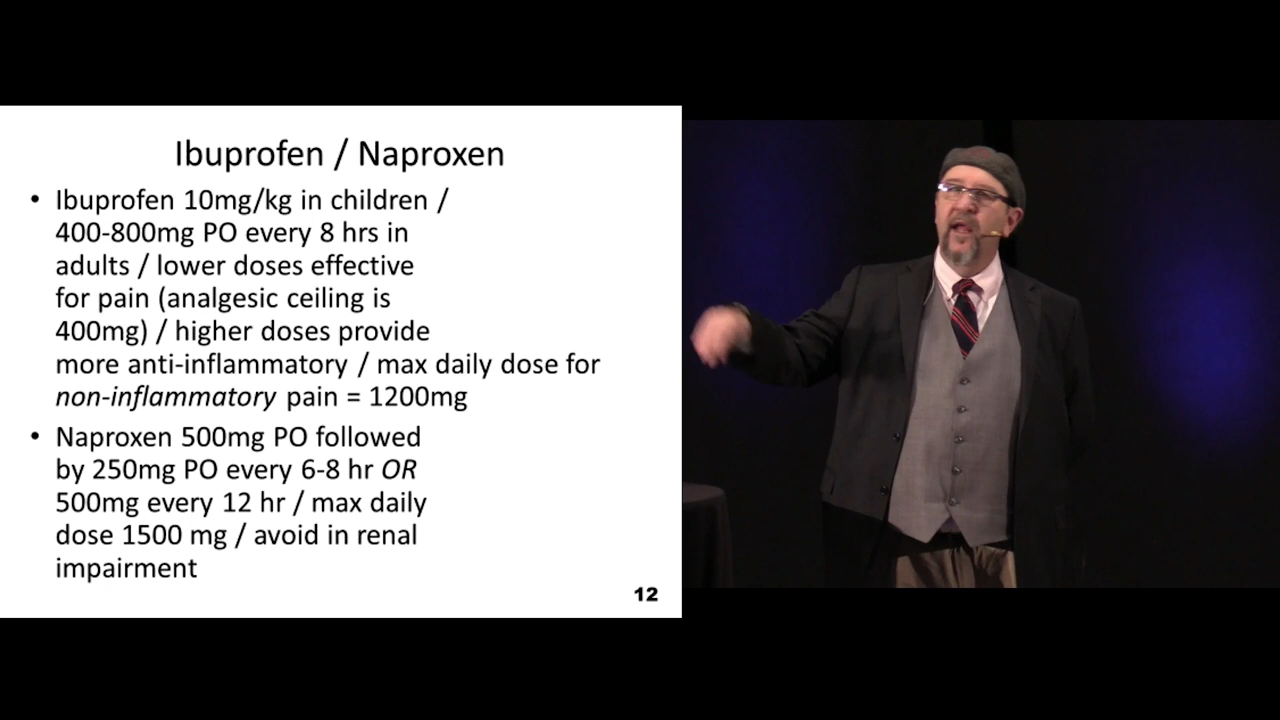 Ibuprofen / Naproxen
• Ibuprofen 10mg/kg in children /
400-800mg PO every 8 hrs in
adults / lower doses effective
for pain (analgesic ceiling is
400mg) / higher doses provide
more anti-inflammatory / max daily dose for
non-inflammatory pain = 1200mg
• Naproxen 500mg PO followed
by 250mg PO every 6-8 hr OR
500mg every 12 hr / max daily
dose 1500 mg / avoid in renal
impairment
12